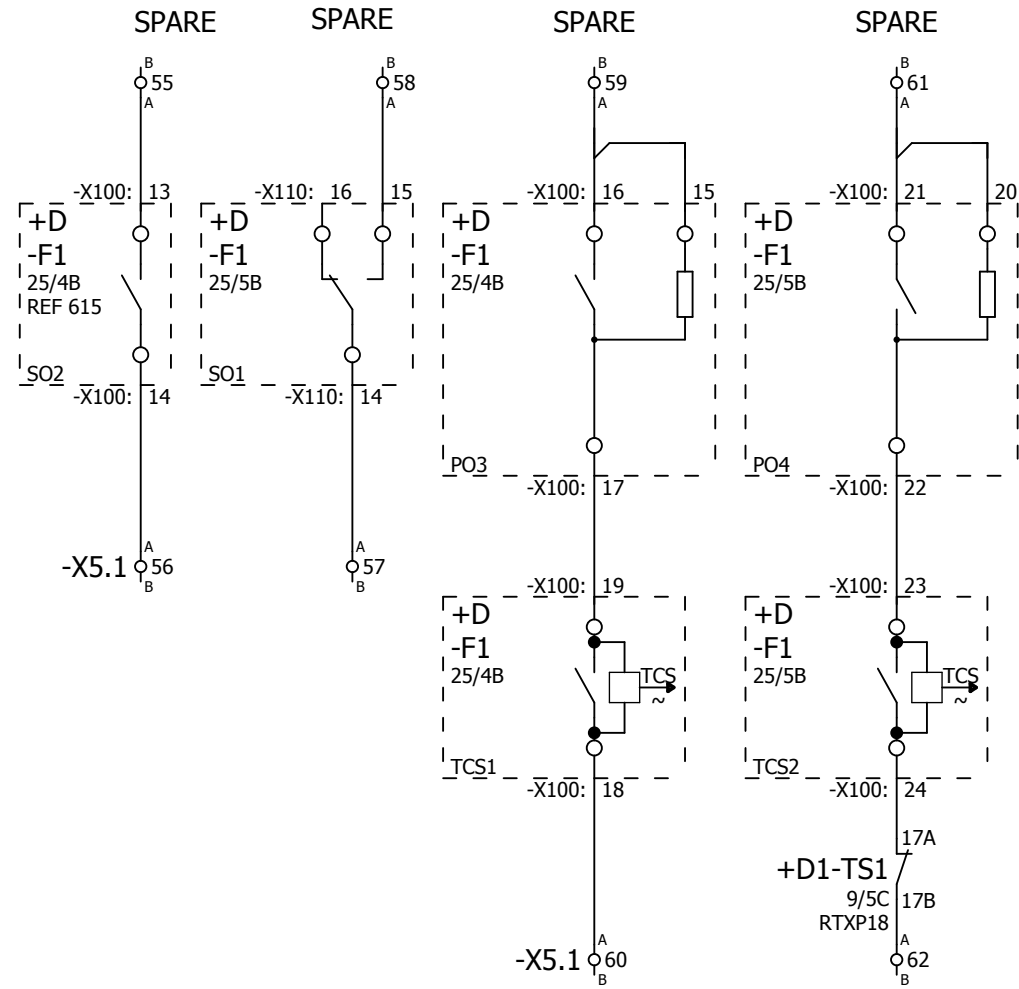 SPARE SPARE SPARE SPARE
B B B B
55 58 59 61
A A A A
-X100: 13 -X110: 16 15 -X100: 16 15 -X100: 21 20
+D +D +D +D
-F1 -F1 -F1 -F1
25/4B 25/5B 25/4B 25/5B
REF 615
SO2 SO1
-X100: 14 -X110: 14
PO3 PO4
-X100: 17 -X100: 22
A A
-X5.1 56 57
B B
-X100: 19 -X100: 23
+D +D
-F1 -F1
25/4B 25/5B
TCS TCS
~ ~
TCS1 TCS2
-X100: 18 -X100: 24
17A
+D1-TS1
9/5C 17B
RTXP18
A A
-X5.1 60 62
B B